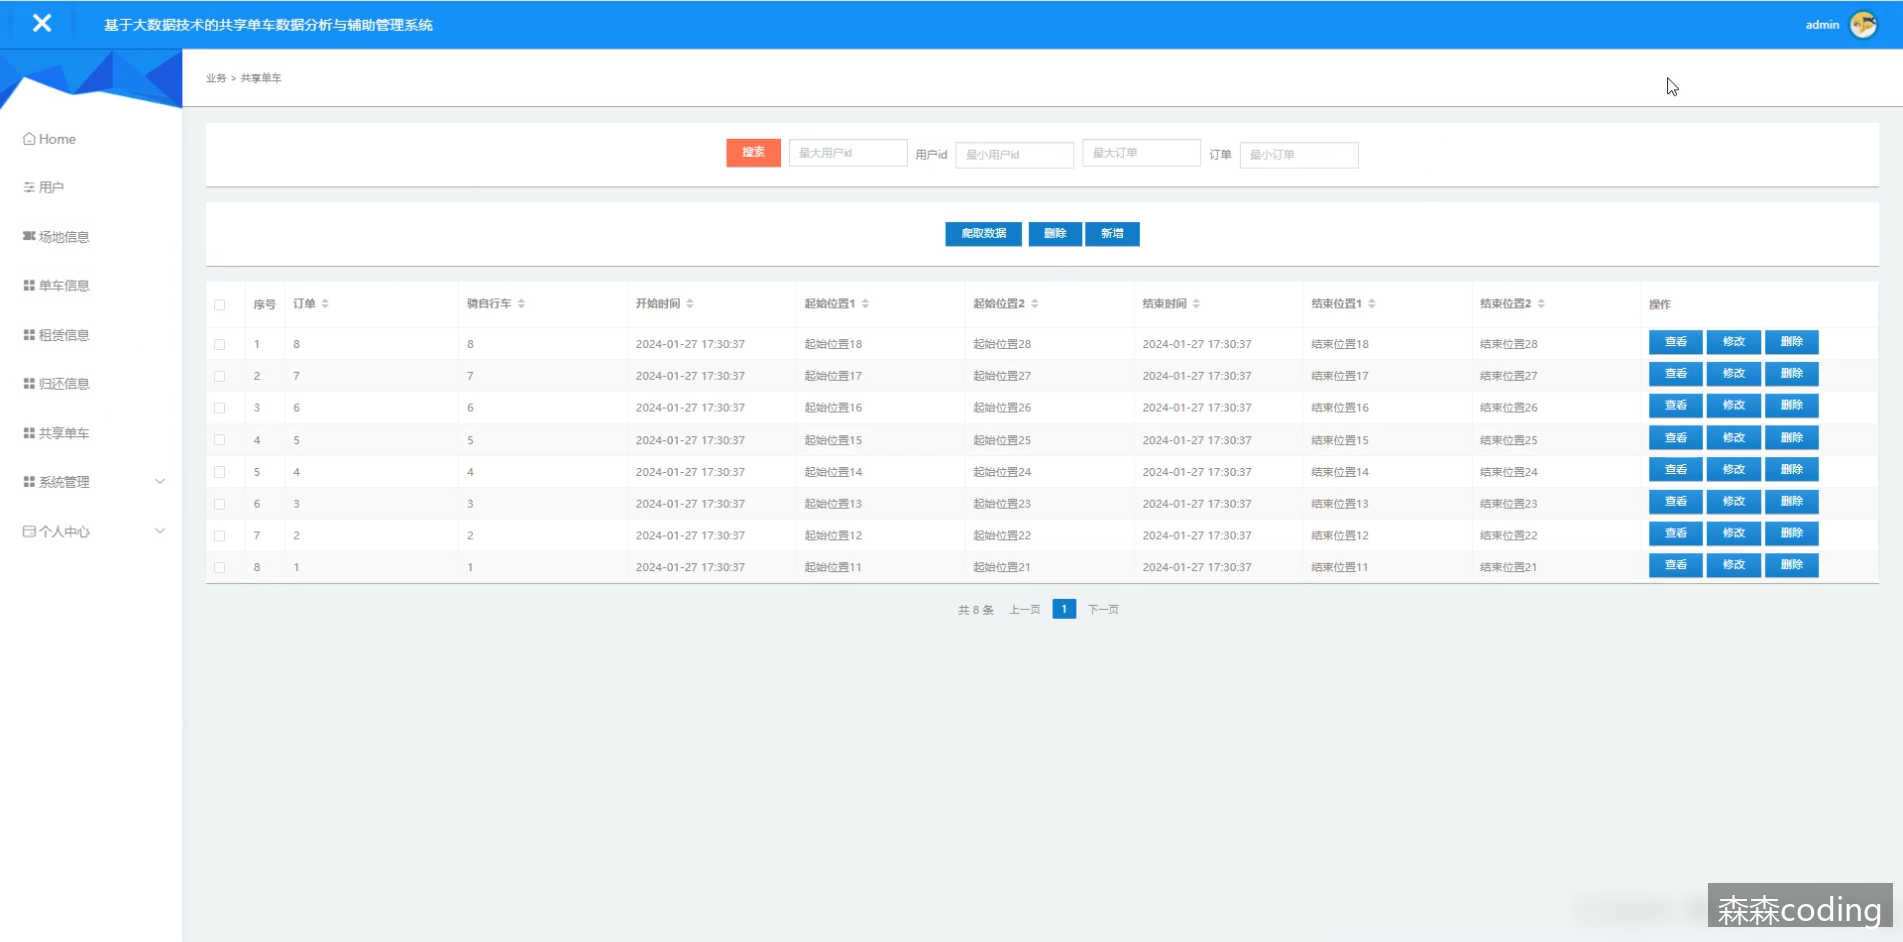 基于大数据技术的共享单车数据分析与辅助管理系统
admin
业务 > 共享单车
Home
用户
场地信息
单车信息
租赁信息
归还信息
共享单车
系统管理
个人中心
搜索 最大用户id 用户id 最小用户id 最大订单 订单 最小订单
爬取数据 删除 新增
序号 订单 骑自行车 开始时间 起始位置1 起始位置2 结束时间 结束位置1 结束位置2 操作
1 8 8 2024-01-27 17:30:37 起始位置18 起始位置28 2024-01-27 17:30:37 结束位置18 结束位置28 查看 修改 删除
2 7 7 2024-01-27 17:30:37 起始位置17 起始位置27 2024-01-27 17:30:37 结束位置17 结束位置27 查看 修改 删除
3 6 6 2024-01-27 17:30:37 起始位置16 起始位置26 2024-01-27 17:30:37 结束位置16 结束位置26 查看 修改 删除
4 5 5 2024-01-27 17:30:37 起始位置15 起始位置25 2024-01-27 17:30:37 结束位置15 结束位置25 查看 修改 删除
5 4 4 2024-01-27 17:30:37 起始位置14 起始位置24 2024-01-27 17:30:37 结束位置14 结束位置24 查看 修改 删除
6 3 3 2024-01-27 17:30:37 起始位置13 起始位置23 2024-01-27 17:30:37 结束位置13 结束位置23 查看 修改 删除
7 2 2 2024-01-27 17:30:37 起始位置12 起始位置22 2024-01-27 17:30:37 结束位置12 结束位置22 查看 修改 删除
8 1 1 2024-01-27 17:30:37 起始位置11 起始位置21 2024-01-27 17:30:37 结束位置11 结束位置21 查看 修改 删除
共 8 条 上一页 1 下一页
森森coding